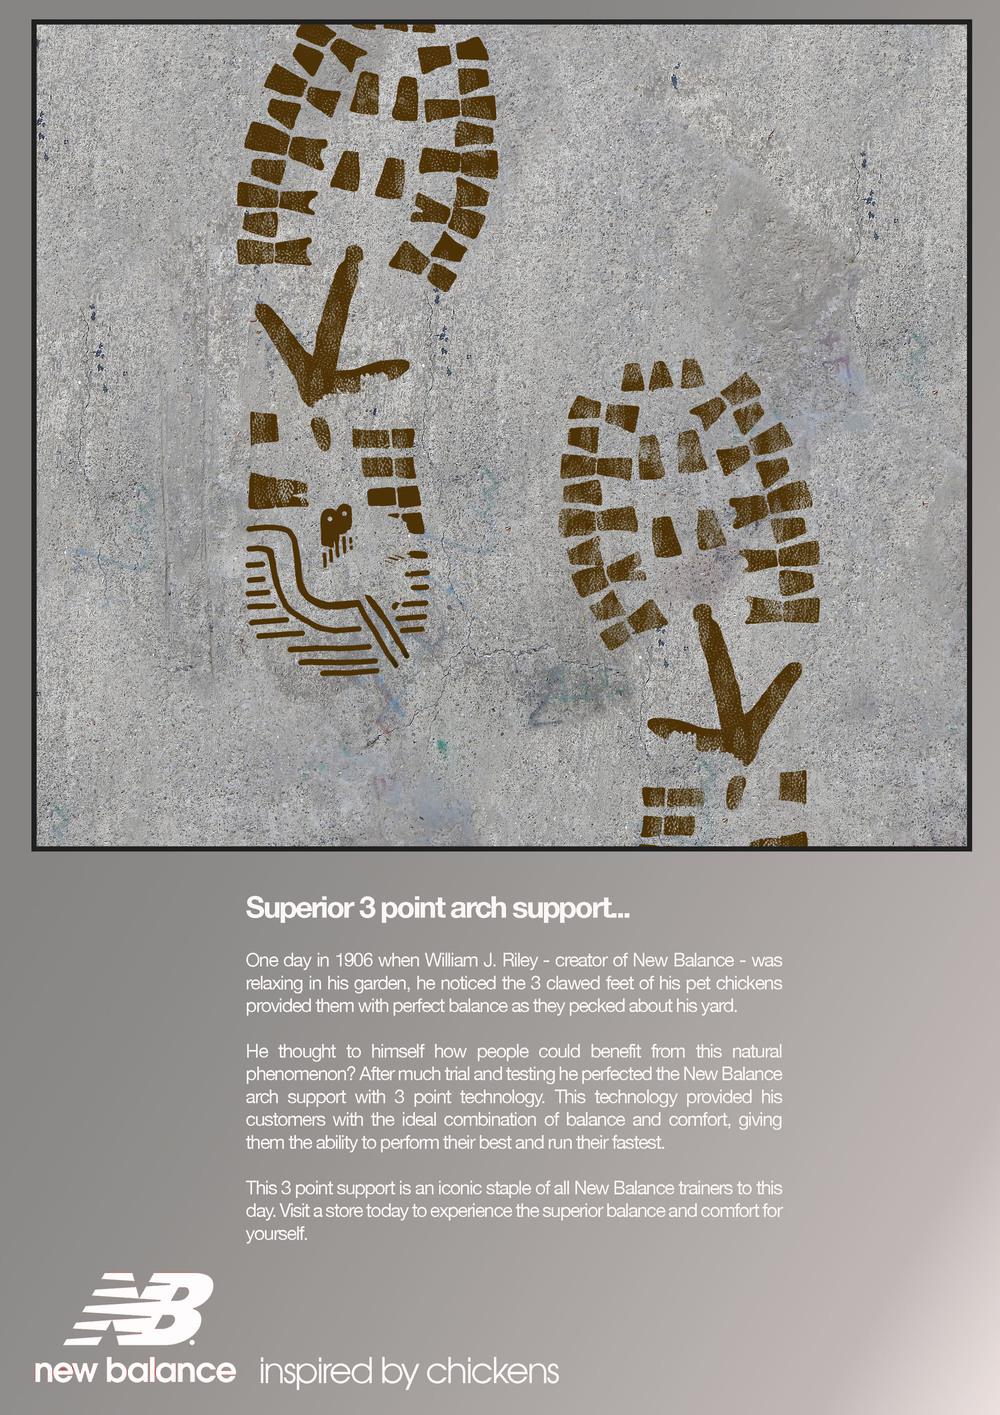 Superior 3 point arch support...
One day in 1906 when William J. Riley - creator of New Balance - was
relaxing in his garden, he noticed the 3 clawed feet of his pet chickens
provided them with perfect balance as they pecked about his yard.
He thought to himself how people could benefit from this natural
phenomenon? After much trial and testing he perfected the New Balance
arch support with 3 point technology. This technology provided his
customers with the ideal combination of balance and comfort, giving
them the ability to perform their best and run their fastest.
This 3 point support is an iconic staple of all New Balance trainers to this
day. Visit a store today to experience the superior balance and comfort for
yourself.
NB
new balance inspired by chickens